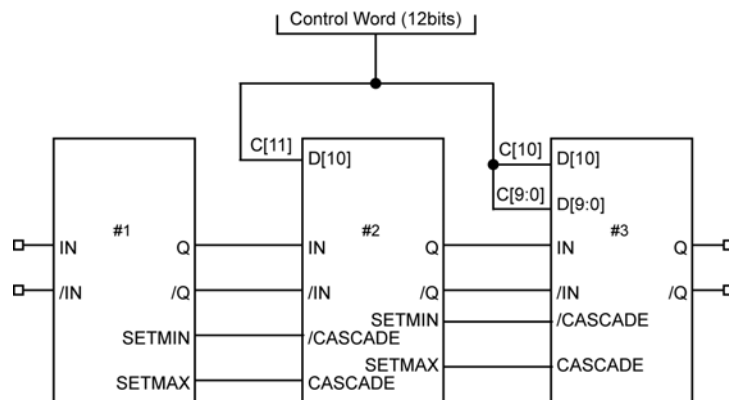 Control Word (12bits)
C[11]
D[10]
C[10]
D[10]
C[9:0]
D[9:0]
#1
#2
#3
IN
Q
IN
Q
IN
Q
/IN
/Q
/IN
/Q
/IN
/Q
SETMIN
/CASCADE
SETMIN
/CASCADE
SETMAX
CASCADE
SETMAX
CASCADE